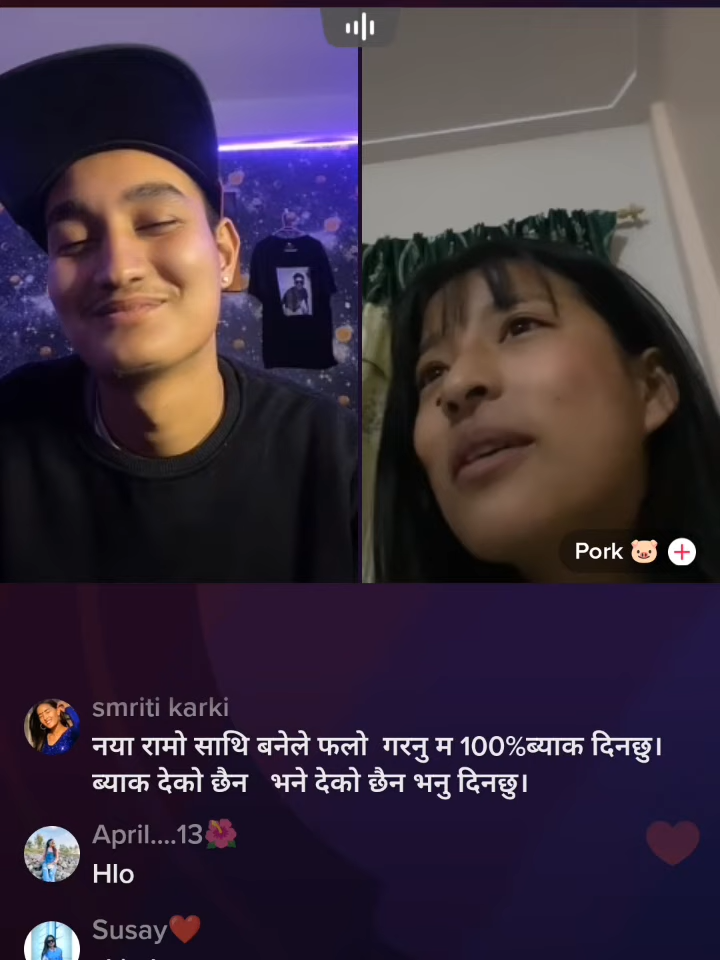 Pork 🐷
smriti karki
नया रामो साथि बनेले फलो गरनु म 100%ब्याक दिनछु।
ब्याक देको छैन भने देको छैन भनु दिनछु।
April....13🌺
Hlo
Susay❤️